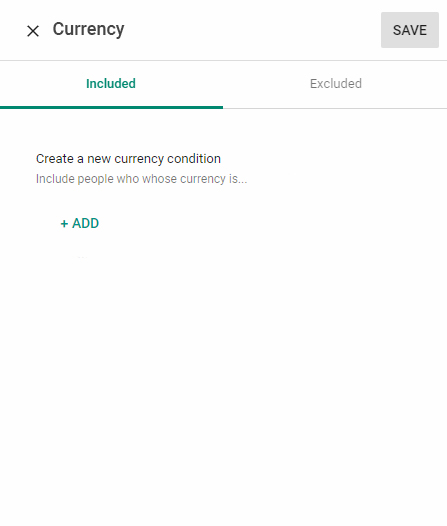 Currency
SAVE
Included
Excluded
Create a new currency condition
Include people who whose currency is...
+ ADD